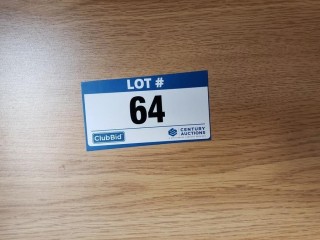 LOT #
64
ClubBid
CENTURY
AUCTIONS